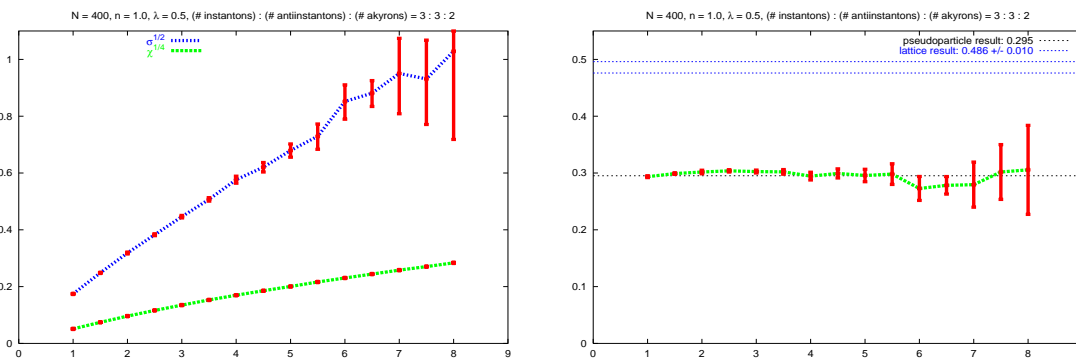 N = 400, n = 1.0, λ = 0.5, (# instantons) : (# antiinstantons) : (# akyrons) = 3 : 3 : 2
σ^1/2
χ^1/4
1
0.8
0.6
0.4
0.2
0
0 1 2 3 4 5 6 7 8 9
N = 400, n = 1.0, λ = 0.5, (# instantons) : (# antiinstantons) : (# akyrons) = 3 : 3 : 2
pseudoparticle result: 0.295
lattice result: 0.486 +/- 0.010
0.5
0.4
0.3
0.2
0.1
0
0 1 2 3 4 5 6 7 8